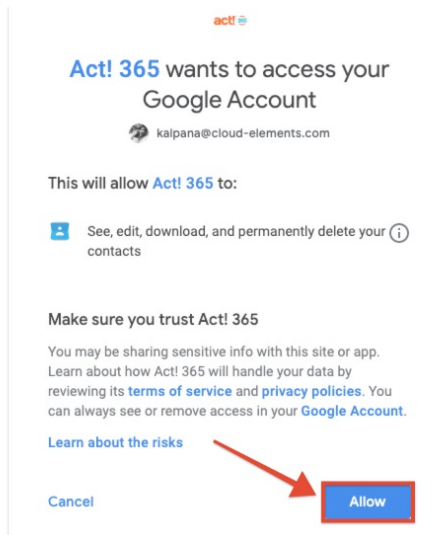 act!
Act! 365 wants to access your
Google Account
kalpana@cloud-elements.com
This will allow Act! 365 to:
See, edit, download, and permanently delete your
contacts
Make sure you trust Act! 365
You may be sharing sensitive info with this site or app.
Learn about how Act! 365 will handle your data by
reviewing its terms of service and privacy policies. You
can always see or remove access in your Google Account.
Learn about the risks
Cancel
Allow